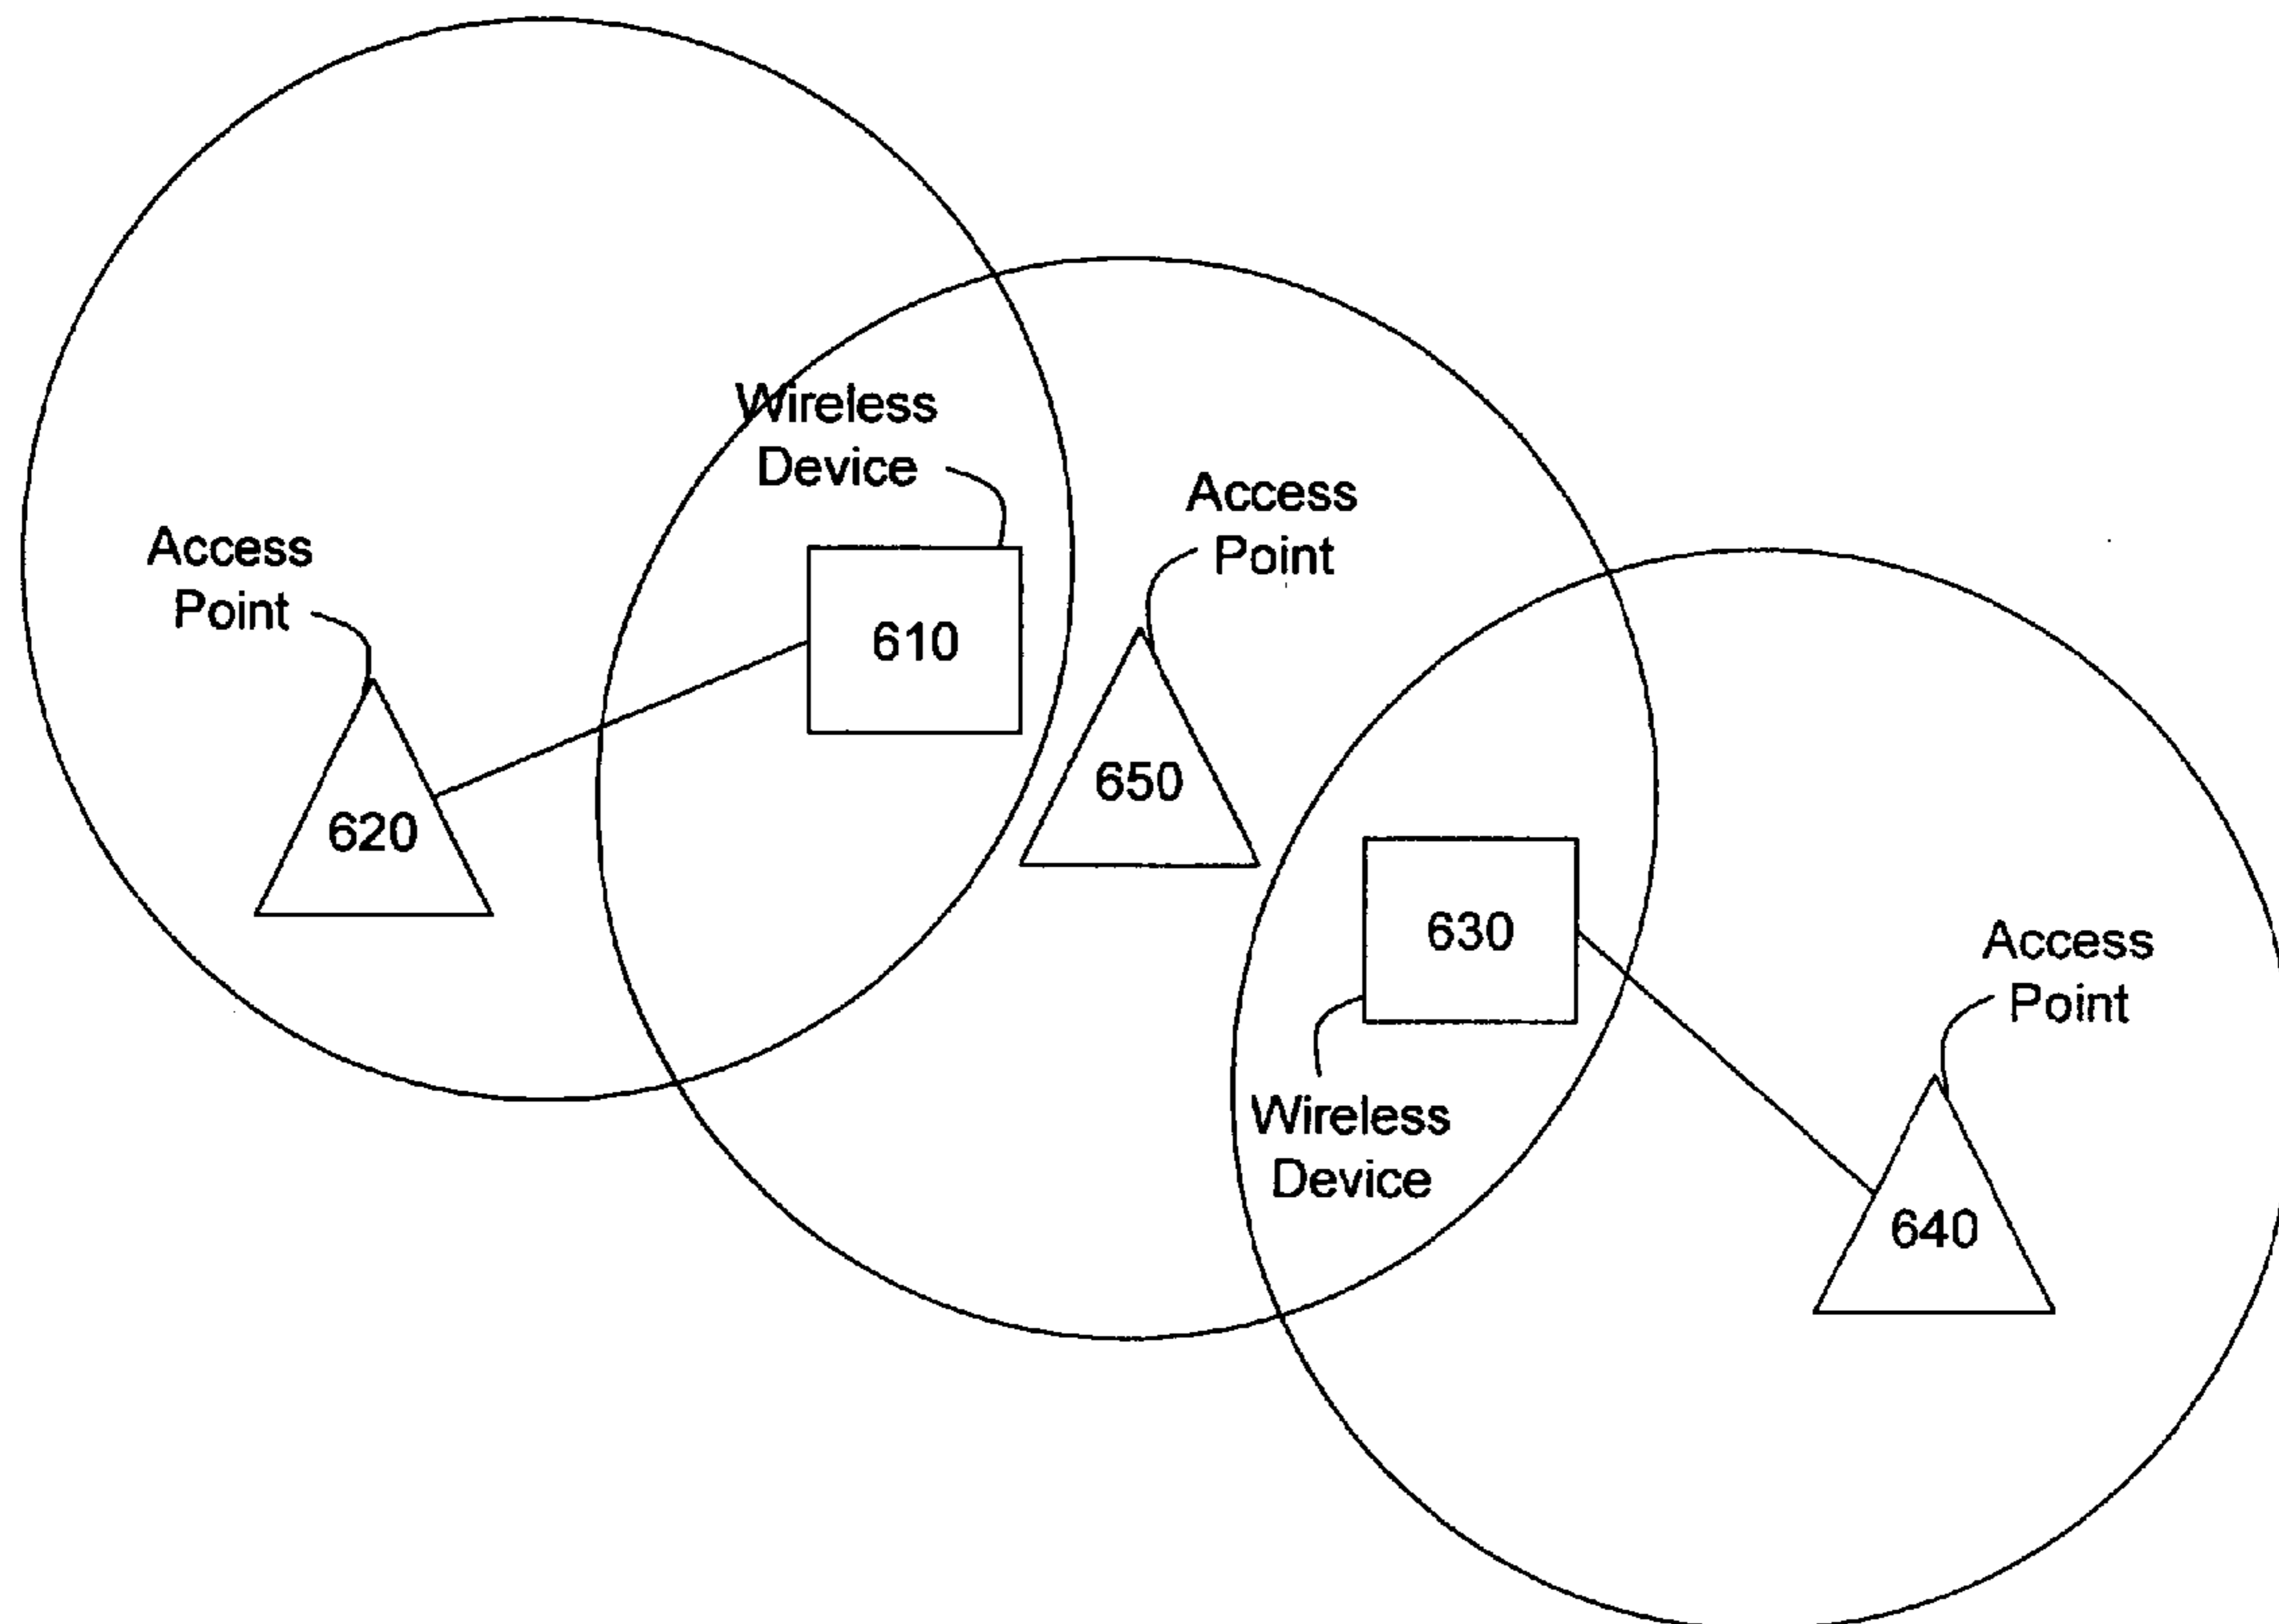 Wireless
Device
610
Access
Point
620
Access
Point
650
630
Wireless
Device
Access
Point
640